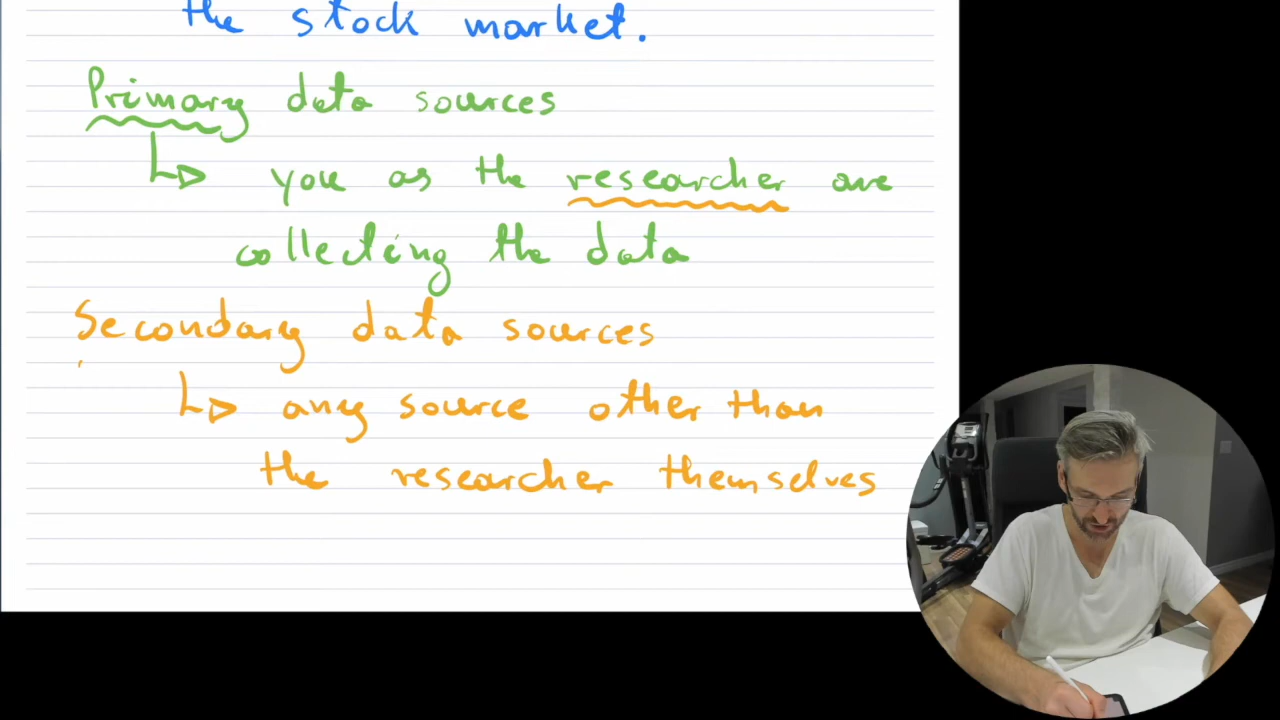 the stock market.
Primary data sources
you as the researcher are
collecting the data
Secondary data sources
any source other than
the researcher themselves